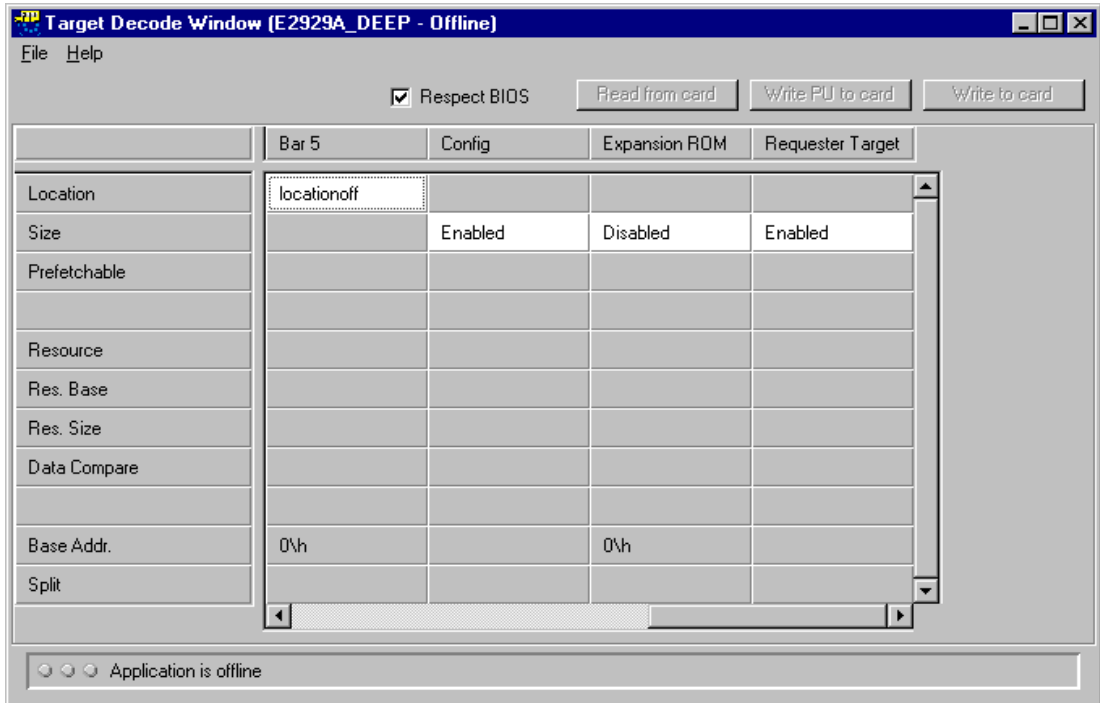 Target Decode Window (E2929A_DEEP - Offline)
File Help
Respect BIOS Read from card Write PU to card Write to card
Bar 5 Config Expansion ROM Requester Target
Location locationoff
Size Enabled Disabled Enabled
Prefetchable
Resource
Res. Base
Res. Size
Data Compare
Base Addr. 0\h 0\h
Split
Application is offline